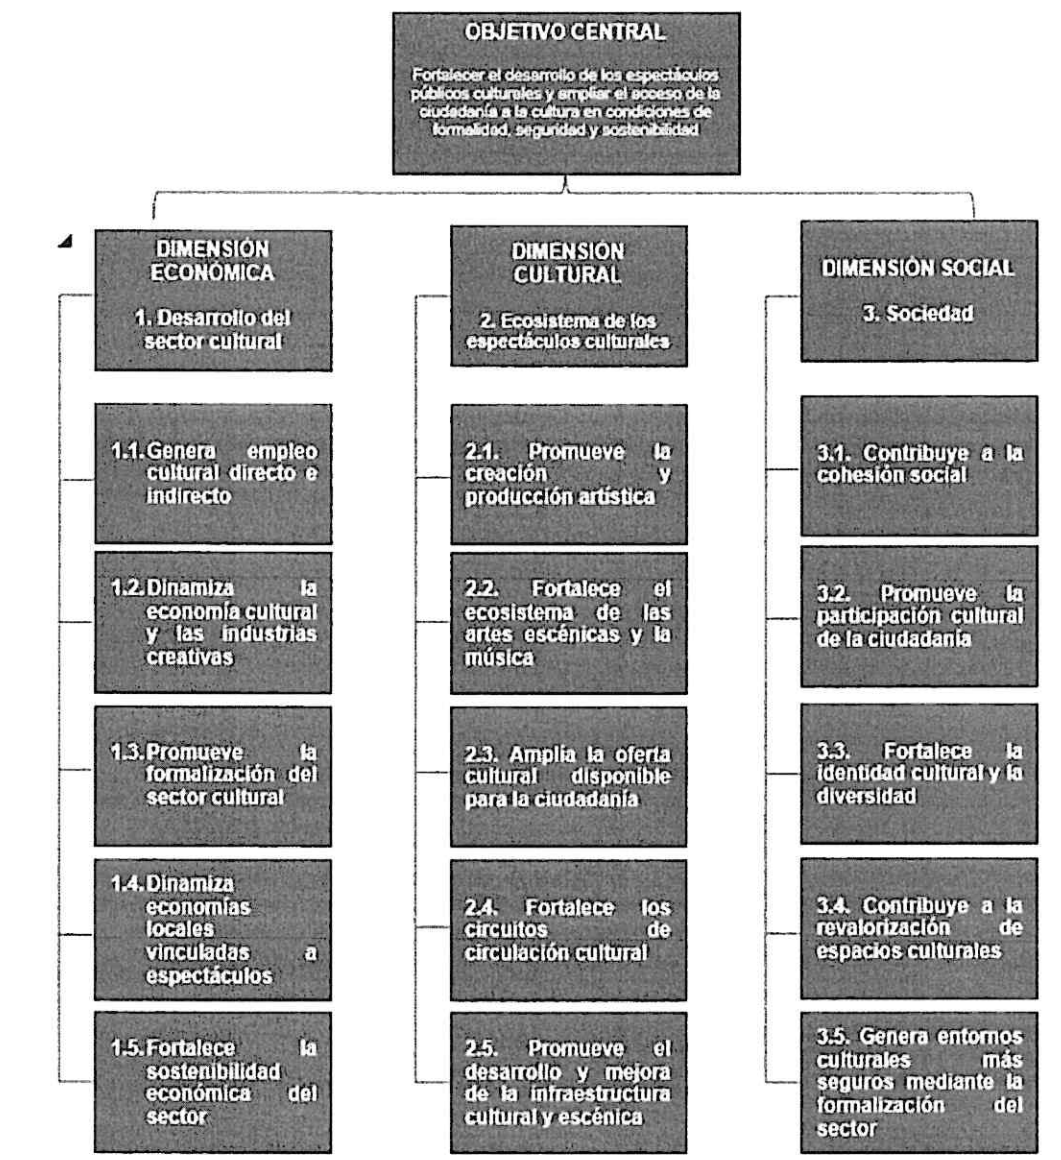 OBJETIVO CENTRAL
Fortalecer el desarrollo de los espectáculos
públicos culturales y ampliar el acceso de la
ciudadanía a la cultura en condiciones de
formalidad, seguridad y sostenibilidad
DIMENSIÓN
ECONÓMICA
1. Desarrollo del
sector cultural
1.1. Genera empleo
cultural directo e
indirecto
1.2. Dinamiza la
economía cultural
y las industrias
creativas
1.3. Promueve la
formalización del
sector cultural
1.4. Dinamiza
economías
locales
vinculadas a
espectáculos
1.5. Fortalece la
sostenibilidad
económica del
sector
DIMENSIÓN
CULTURAL
2. Ecosistema de los
espectáculos culturales
2.1. Promueve la
creación y
producción artística
2.2. Fortalece el
ecosistema de las
artes escénicas y la
música
2.3. Amplía la oferta
cultural disponible
para la ciudadanía
2.4. Fortalece los
circuitos de
circulación cultural
2.5. Promueve el
desarrollo y mejora
de la infraestructura
cultural y escénica
DIMENSIÓN SOCIAL
3. Sociedad
3.1. Contribuye a la
cohesión social
3.2. Promueve la
participación cultural
de la ciudadanía
3.3. Fortalece la
identidad cultural y la
diversidad
3.4. Contribuye a la
revalorización de
espacios culturales
3.5. Genera entornos
culturales más
seguros mediante la
formalización del
sector